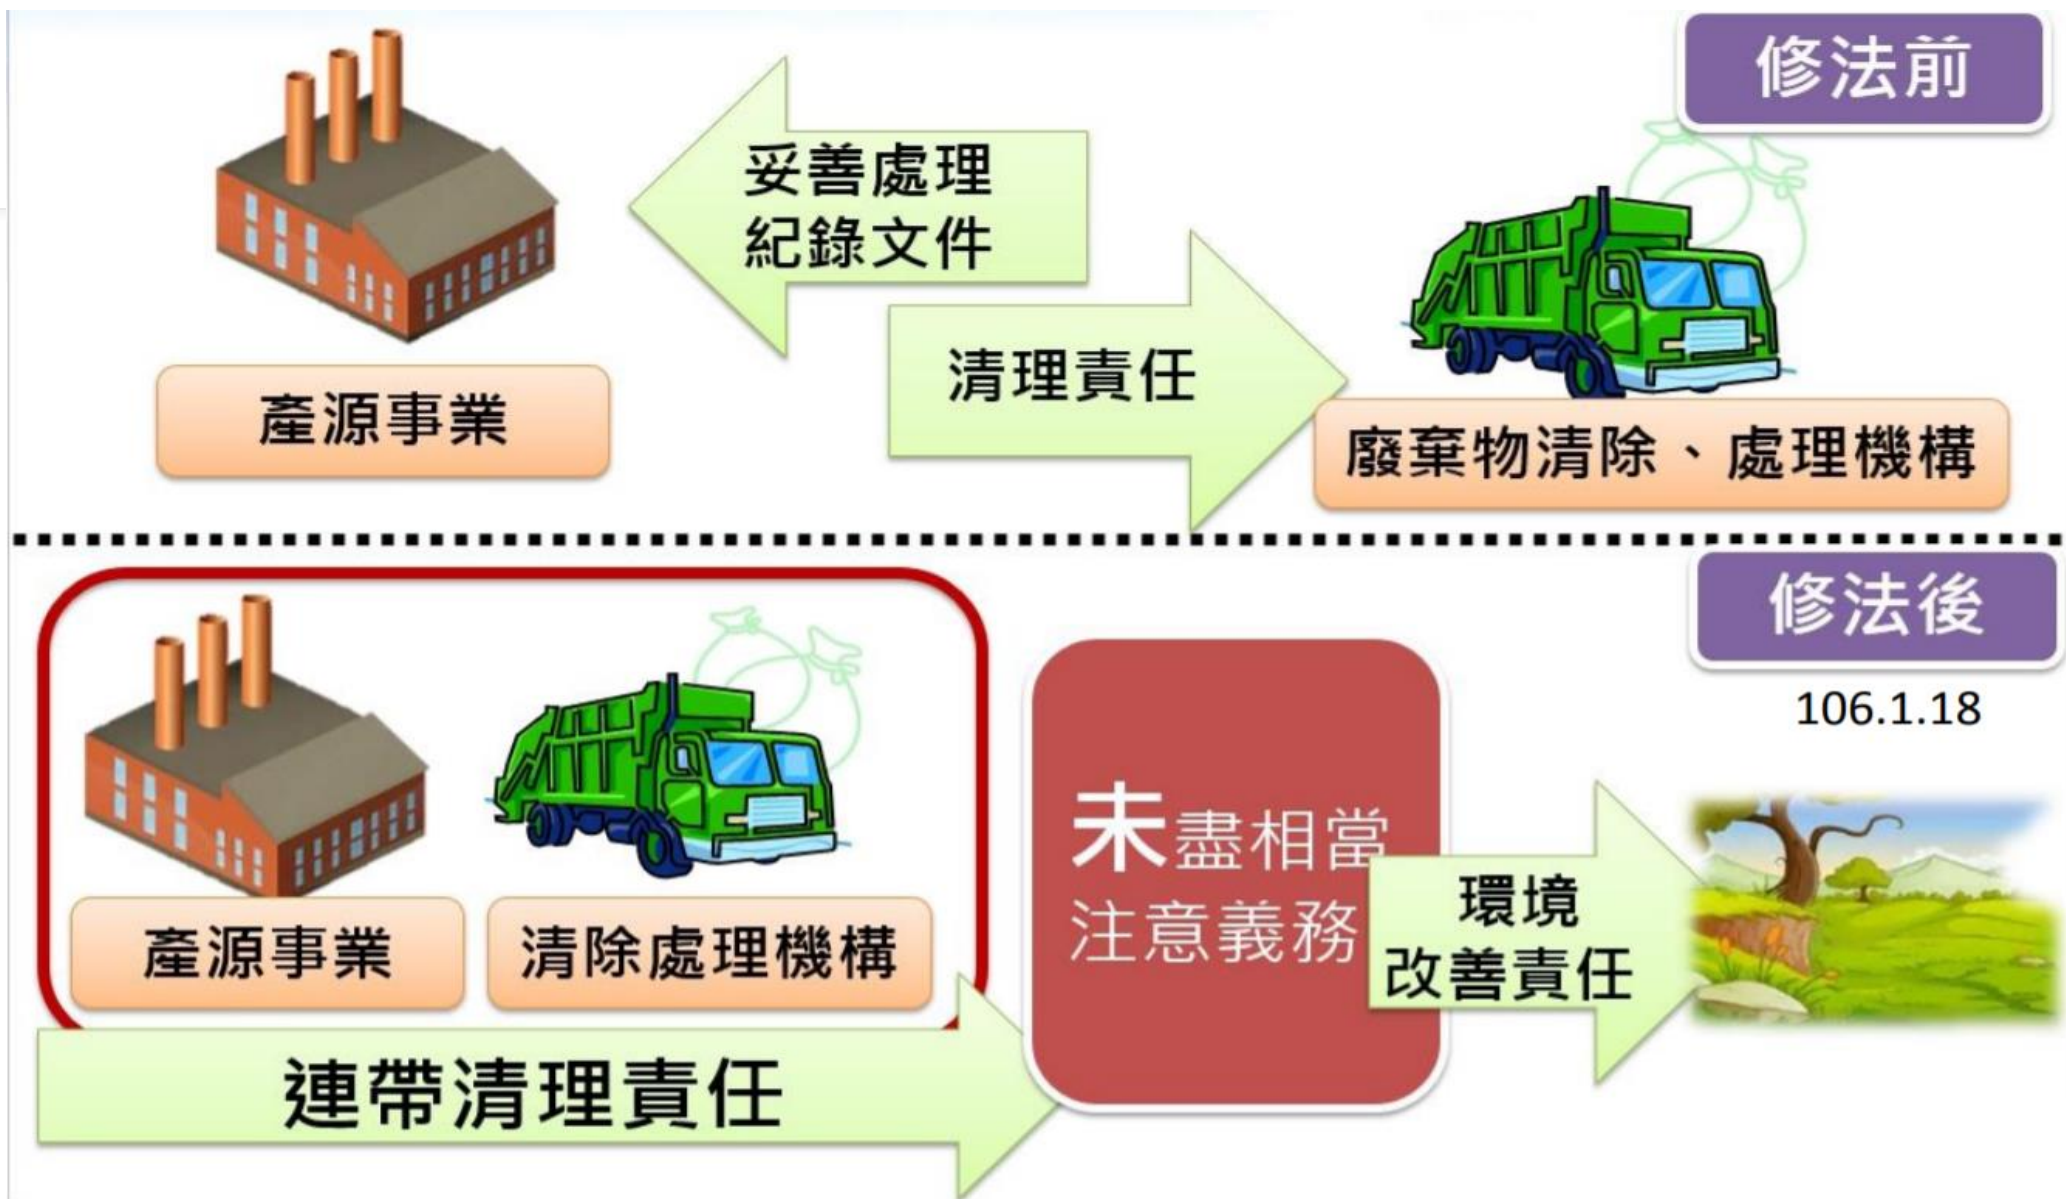 修法前
妥善處理
紀錄文件
清理責任
產源事業
廢棄物清除、處理機構
修法後
106.1.18
未盡相當
注意義務
環境
改善責任
產源事業
清除處理機構
連帶清理責任